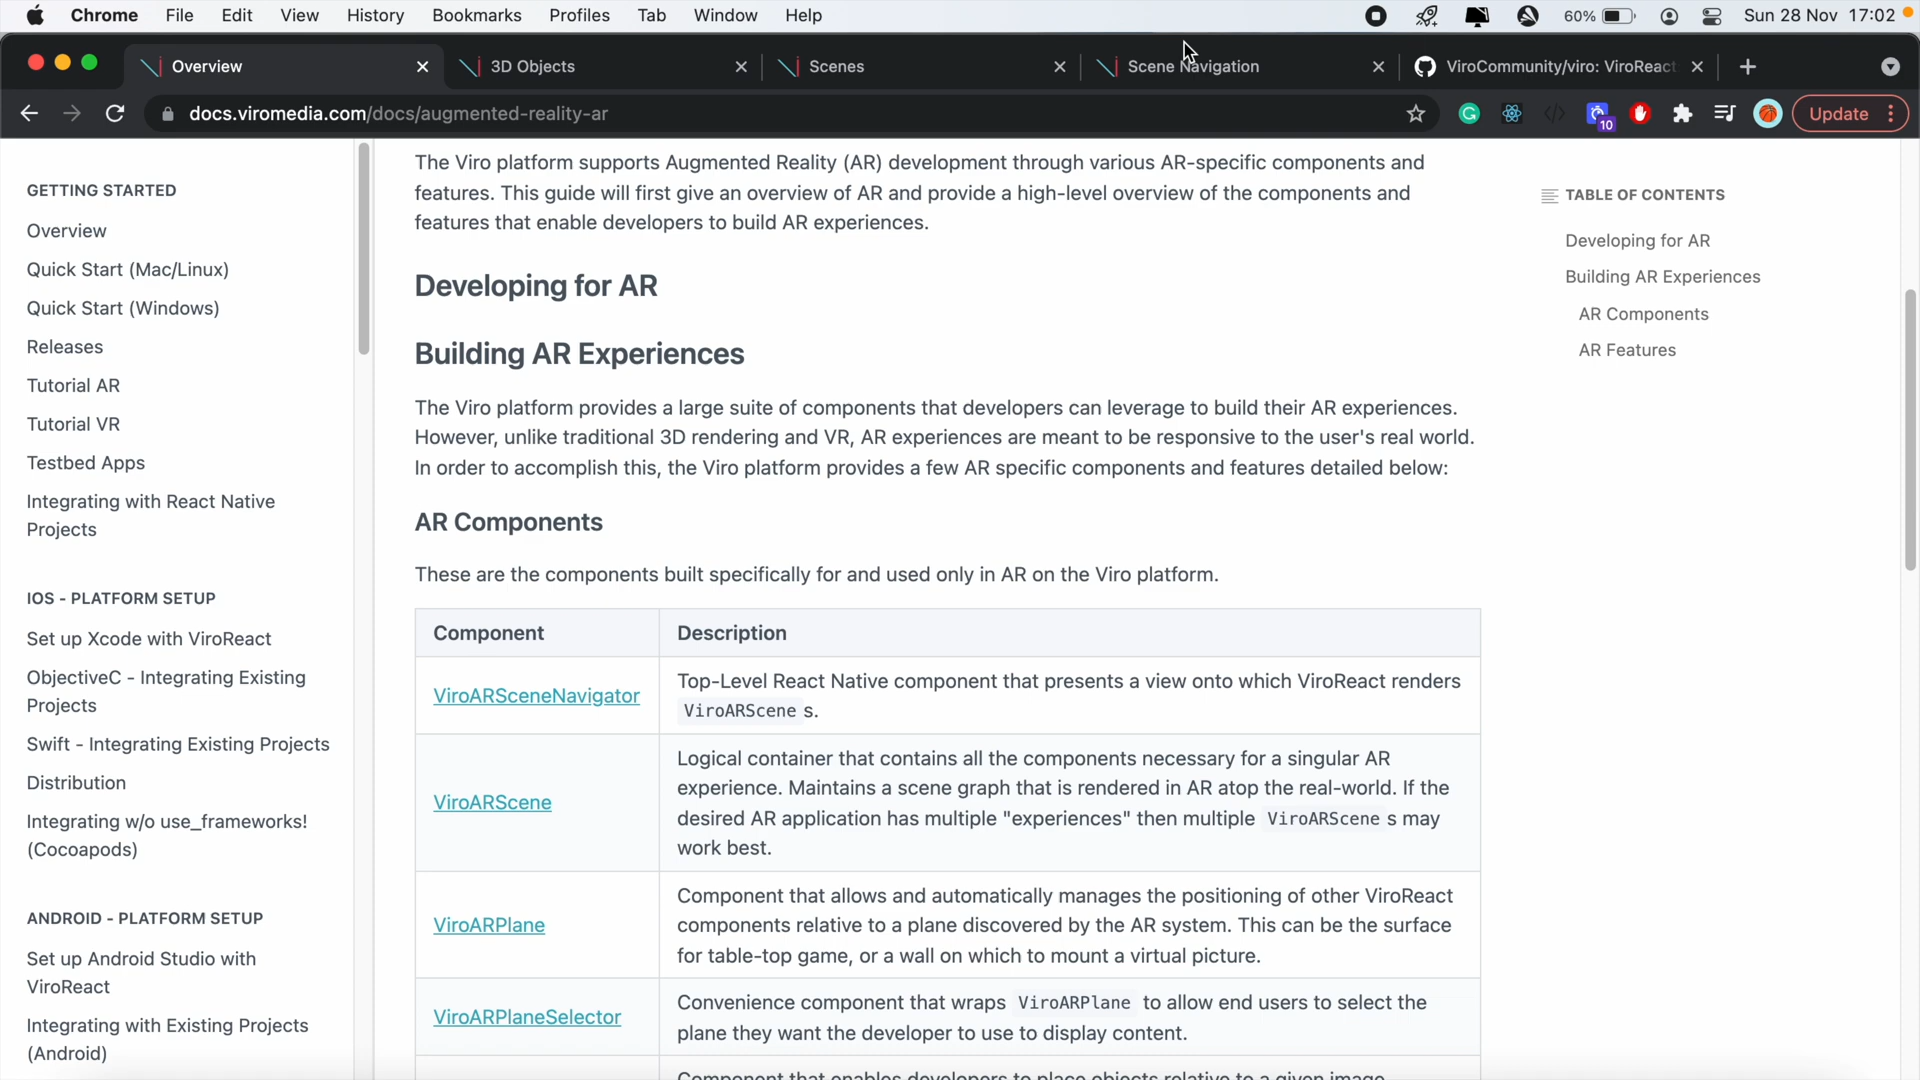 Chrome File Edit View History Bookmarks Profiles Tab Window Help 60% Sun 28 Nov 17:02
Overview 3D Objects Scenes Scene Navigation ViroCommunity/viro: ViroReact
docs.viromedia.com/docs/augmented-reality-ar 10 Update
GETTING STARTED
Overview
Quick Start (Mac/Linux)
Quick Start (Windows)
Releases
Tutorial AR
Tutorial VR
Testbed Apps
Integrating with React Native
Projects
IOS - PLATFORM SETUP
Set up Xcode with ViroReact
ObjectiveC - Integrating Existing
Projects
Swift - Integrating Existing Projects
Distribution
Integrating w/o use_frameworks!
(Cocoapods)
ANDROID - PLATFORM SETUP
Set up Android Studio with
ViroReact
Integrating with Existing Projects
(Android)
The Viro platform supports Augmented Reality (AR) development through various AR-specific components and
features. This guide will first give an overview of AR and provide a high-level overview of the components and
features that enable developers to build AR experiences.
Developing for AR
Building AR Experiences
The Viro platform provides a large suite of components that developers can leverage to build their AR experiences.
However, unlike traditional 3D rendering and VR, AR experiences are meant to be responsive to the user's real world.
In order to accomplish this, the Viro platform provides a few AR specific components and features detailed below:
AR Components
These are the components built specifically for and used only in AR on the Viro platform.
Component Description
ViroARSceneNavigator
Top-Level React Native component that presents a view onto which ViroReact renders
ViroARScene s.
ViroARScene
Logical container that contains all the components necessary for a singular AR
experience. Maintains a scene graph that is rendered in AR atop the real-world. If the
desired AR application has multiple "experiences" then multiple ViroARScene s may
work best.
ViroARPlane
Component that allows and automatically manages the positioning of other ViroReact
components relative to a plane discovered by the AR system. This can be the surface
for table-top game, or a wall on which to mount a virtual picture.
ViroARPlaneSelector
Convenience component that wraps ViroARPlane to allow end users to select the
plane they want the developer to use to display content.
Component that enables developers to place objects relative to a given image
TABLE OF CONTENTS
Developing for AR
Building AR Experiences
AR Components
AR Features